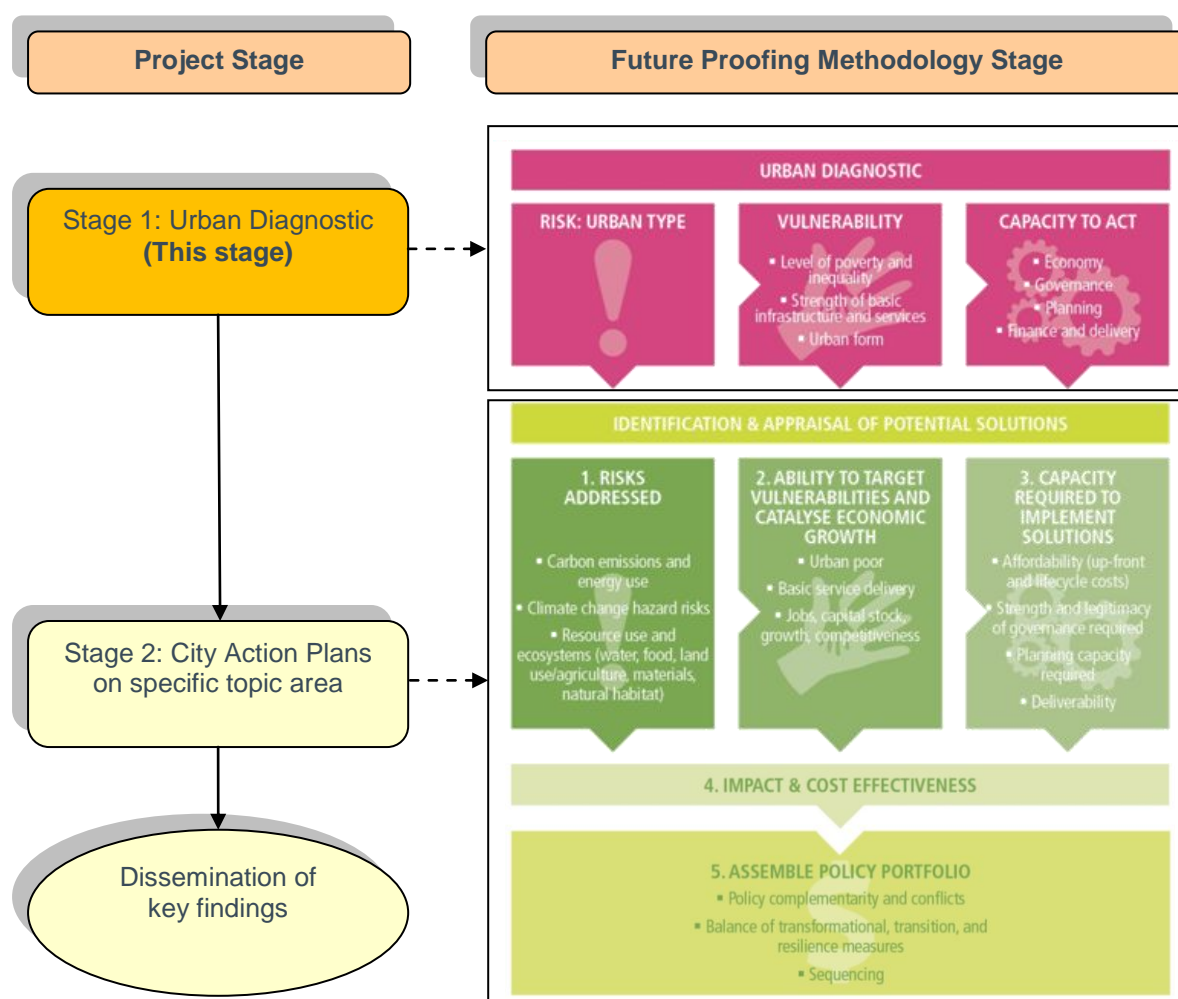 Project Stage
Future Proofing Methodology Stage
Stage 1: Urban Diagnostic
(This stage)
URBAN DIAGNOSTIC
RISK: URBAN TYPE
VULNERABILITY
▪ Level of poverty and
inequality
▪ Strength of basic
infrastructure and services
▪ Urban form
CAPACITY TO ACT
▪ Economy
▪ Governance
▪ Planning
▪ Finance and delivery
IDENTIFICATION & APPRAISAL OF POTENTIAL SOLUTIONS
1. RISKS
ADDRESSED
▪ Carbon emissions and
energy use
▪ Climate change hazard risks
▪ Resource use and
ecosystems (water, food, land
use/agriculture, materials,
natural habitat)
2. ABILITY TO TARGET
VULNERABILITIES AND
CATALYSE ECONOMIC
GROWTH
▪ Urban poor
▪ Basic service delivery
▪ Jobs, capital stock,
growth, competitiveness
3. CAPACITY
REQUIRED TO
IMPLEMENT
SOLUTIONS
▪ Affordability (up-front
and lifecycle costs)
▪ Strength and legitimacy
of governance required
▪ Planning capacity
required
▪ Deliverability
Stage 2: City Action Plans
on specific topic area
4. IMPACT & COST EFFECTIVENESS
Dissemination of
key findings
5. ASSEMBLE POLICY PORTFOLIO
▪ Policy complementarity and conflicts
▪ Balance of transformational, transition, and
resilience measures
▪ Sequencing